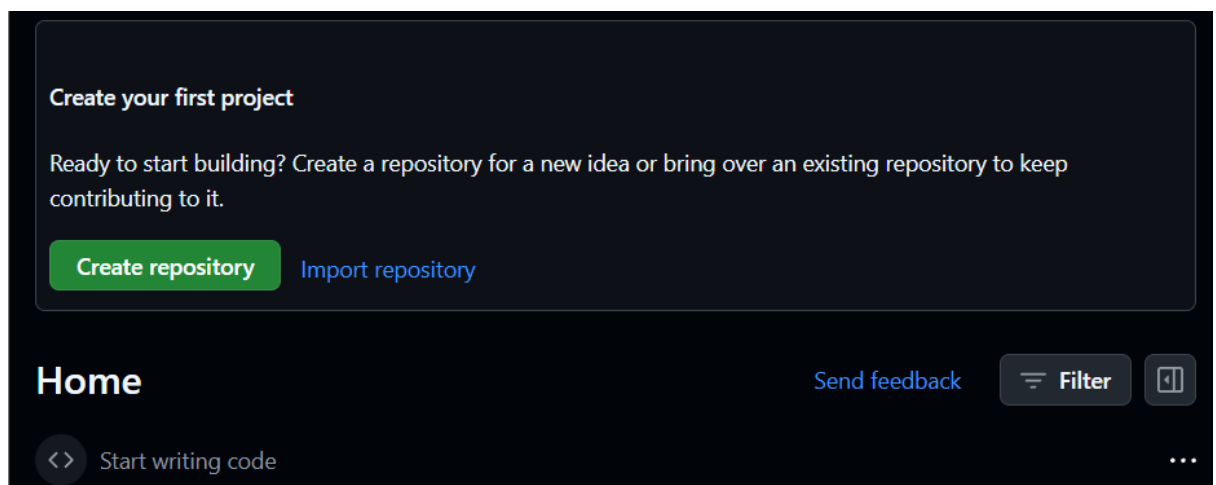 Create your first project
Ready to start building? Create a repository for a new idea or bring over an existing repository to keep
contributing to it.
Create repository
Import repository
Home
Send feedback
Filter
Start writing code